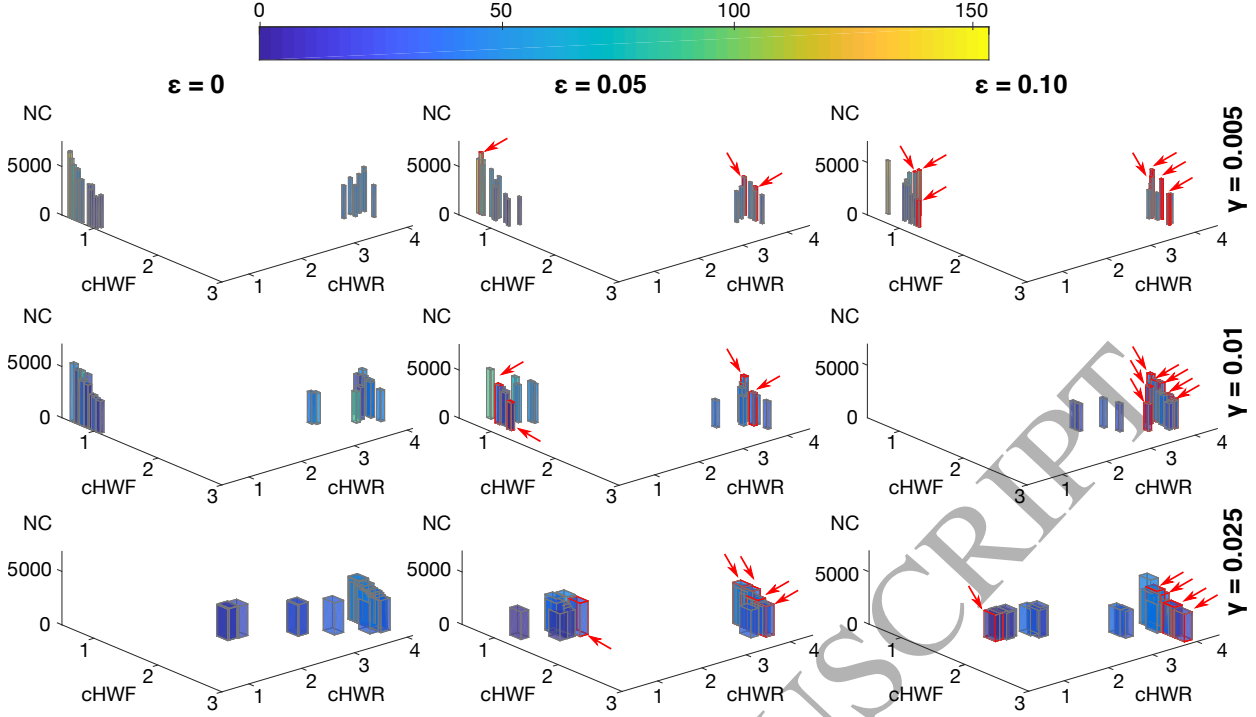 0 50 100 150
ε = 0 ε = 0.05 ε = 0.10
NC NC NC
5000 5000 5000
0 0 0
1 1 1
2 2 2
3 3 3
cHWF cHWF cHWF
1 2 3 4 1 2 3 4 1 2 3 4
cHWR cHWR cHWR
γ = 0.005
NC NC NC
5000 5000 5000
0 0 0
1 1 1
2 2 2
3 3 3
cHWF cHWF cHWF
1 2 3 4 1 2 3 4 1 2 3 4
cHWR cHWR cHWR
γ = 0.01
NC NC NC
5000 5000 5000
0 0 0
1 1 1
2 2 2
3 3 3
cHWF cHWF cHWF
1 2 3 4 1 2 3 4 1 2 3 4
cHWR cHWR cHWR
γ = 0.025
USCRIPT